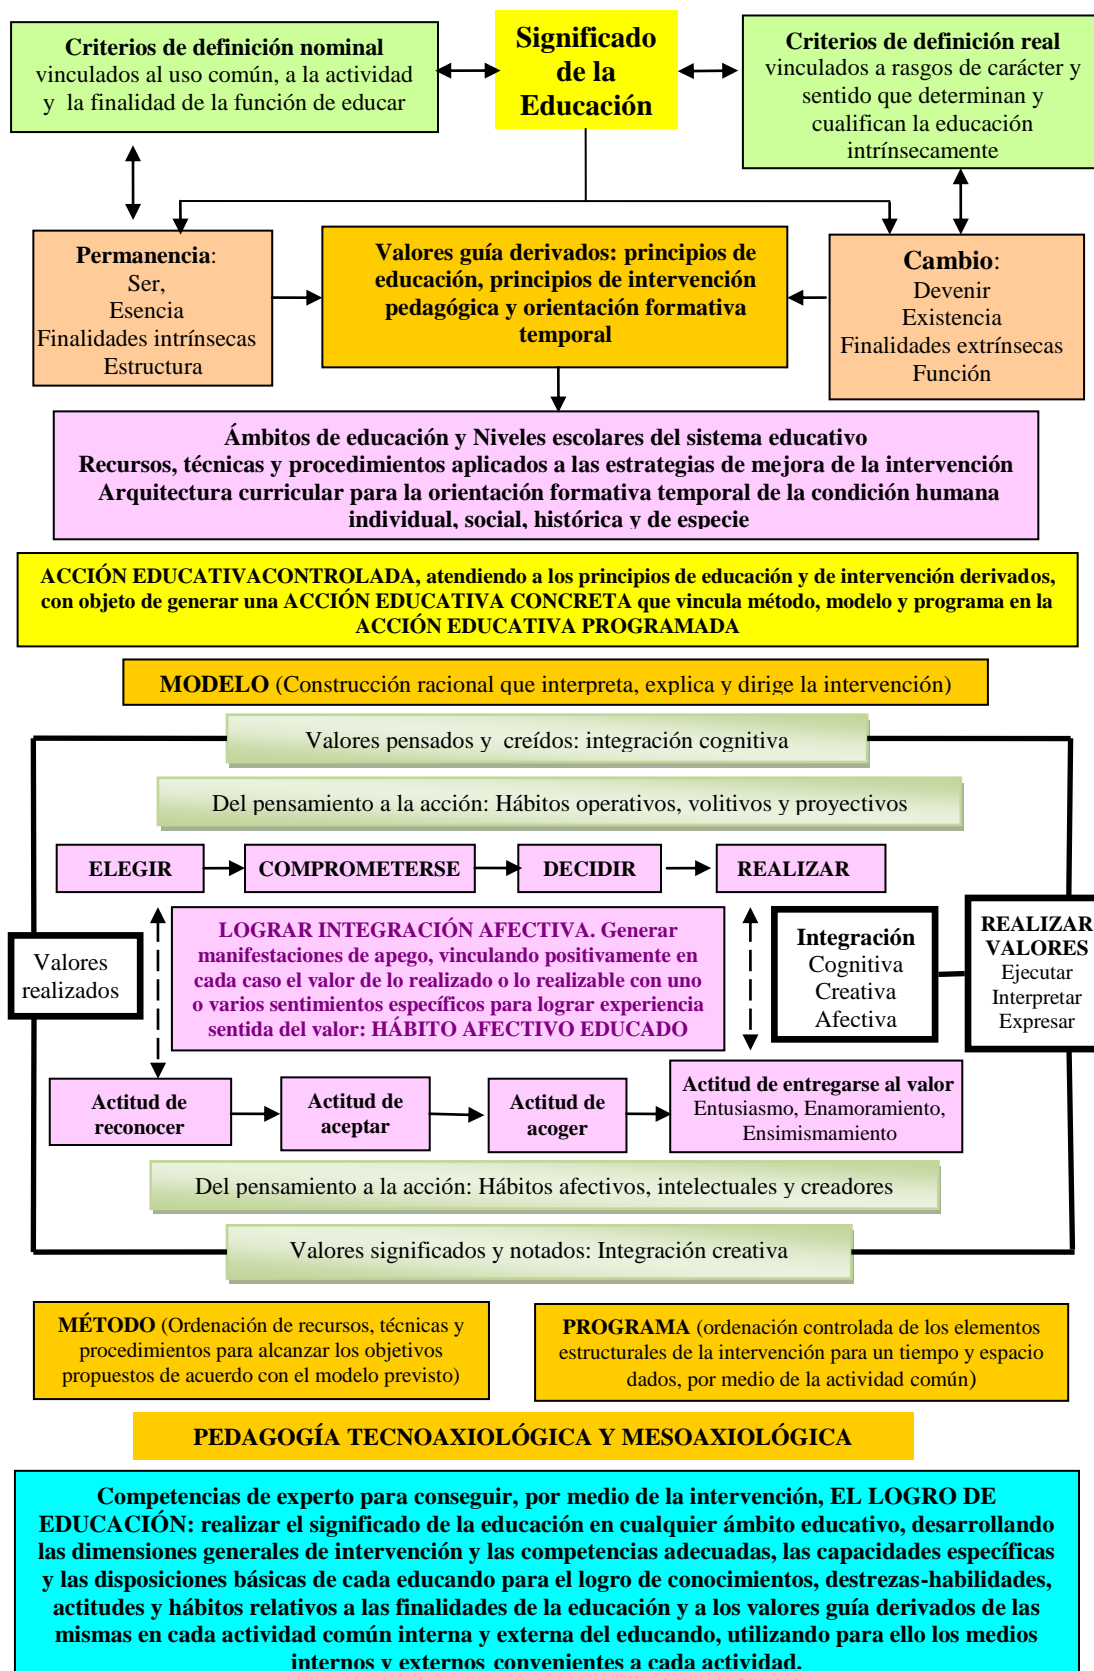 Criterios de definición nominal
vinculados al uso común, a la actividad
y la finalidad de la función de educar
Significado
de la
Educación
Criterios de definición real
vinculados a rasgos de carácter y
sentido que determinan y
cualifican la educación
intrínsecamente
Permanencia:
Ser,
Esencia
Finalidades intrínsecas
Estructura
Valores guía derivados: principios de
educación, principios de intervención
pedagógica y orientación formativa
temporal
Cambio:
Devenir
Existencia
Finalidades extrínsecas
Función
Ámbitos de educación y Niveles escolares del sistema educativo
Recursos, técnicas y procedimientos aplicados a las estrategias de mejora de la intervención
Arquitectura curricular para la orientación formativa temporal de la condición humana
individual, social, histórica y de especie
ACCIÓN EDUCATIVACONTROLADA, atendiendo a los principios de educación y de intervención derivados,
con objeto de generar una ACCIÓN EDUCATIVA CONCRETA que vincula método, modelo y programa en la
ACCIÓN EDUCATIVA PROGRAMADA
MODELO (Construcción racional que interpreta, explica y dirige la intervención)
Valores pensados y creídos: integración cognitiva
Del pensamiento a la acción: Hábitos operativos, volitivos y proyectivos
ELEGIR
COMPROMETERSE
DECIDIR
REALIZAR
Valores
realizados
LOGRAR INTEGRACIÓN AFECTIVA. Generar
manifestaciones de apego, vinculando positivamente en
cada caso el valor de lo realizado o lo realizable con uno
o varios sentimientos específicos para lograr experiencia
sentida del valor: HÁBITO AFECTIVO EDUCADO
Integración
Cognitiva
Creativa
Afectiva
REALIZAR
VALORES
Ejecutar
Interpretar
Expresar
Actitud de
reconocer
Actitud de
aceptar
Actitud de
acoger
Actitud de entregarse al valor
Entusiasmo, Enamoramiento,
Ensimismamiento
Del pensamiento a la acción: Hábitos afectivos, intelectuales y creadores
Valores significados y notados: Integración creativa
MÉTODO (Ordenación de recursos, técnicas y
procedimientos para alcanzar los objetivos
propuestos de acuerdo con el modelo previsto)
PROGRAMA (ordenación controlada de los elementos
estructurales de la intervención para un tiempo y espacio
dados, por medio de la actividad común)
PEDAGOGÍA TECNOAXIOLÓGICA Y MESOAXIOLÓGICA
Competencias de experto para conseguir, por medio de la intervención, EL LOGRO DE
EDUCACIÓN: realizar el significado de la educación en cualquier ámbito educativo, desarrollando
las dimensiones generales de intervención y las competencias adecuadas, las capacidades específicas
y las disposiciones básicas de cada educando para el logro de conocimientos, destrezas-habilidades,
actitudes y hábitos relativos a las finalidades de la educación y a los valores guía derivados de las
mismas en cada actividad común interna y externa del educando, utilizando para ello los medios
internos y externos convenientes a cada actividad.